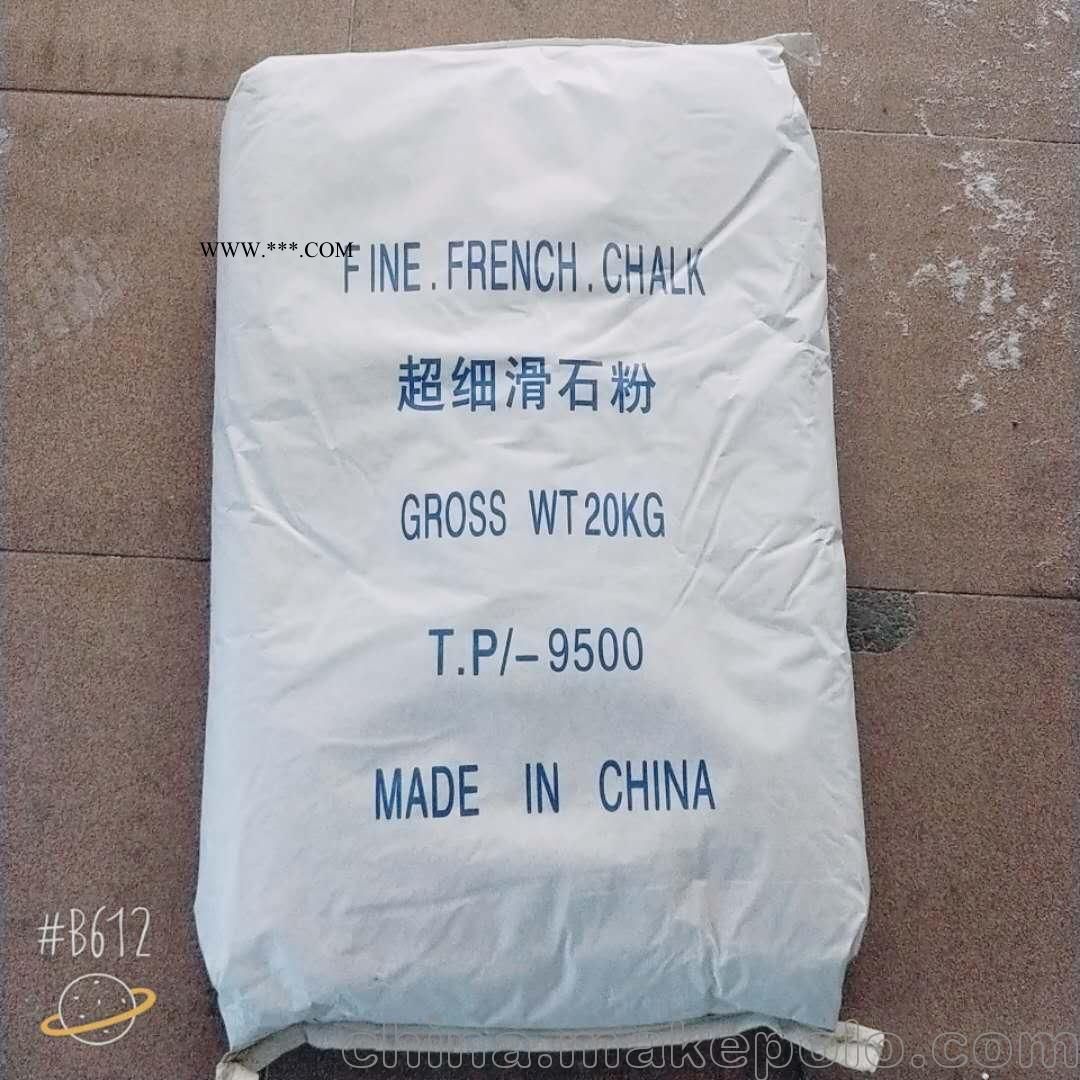 WWW.***.COM
FINE.FRENCH.CHALK
超细滑石粉
GROSS WT20KG
T.P/-9500
MADE IN CHINA
#B612
china.makepolo.com